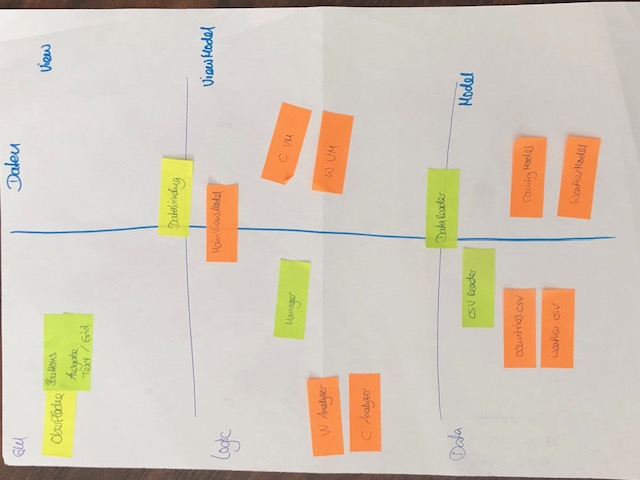 GUI
Daten
View
Oberfläche
Buttons
Ausgabe
Text / Grid
Databinding
ViewModel
MainViewModel
Logic
Manager
C VM
W Analyzer
W VM
C Analyzer
DataReader
Data
Model
CSV Reader
countries.csv
CountryModel
weather.csv
WeatherModel